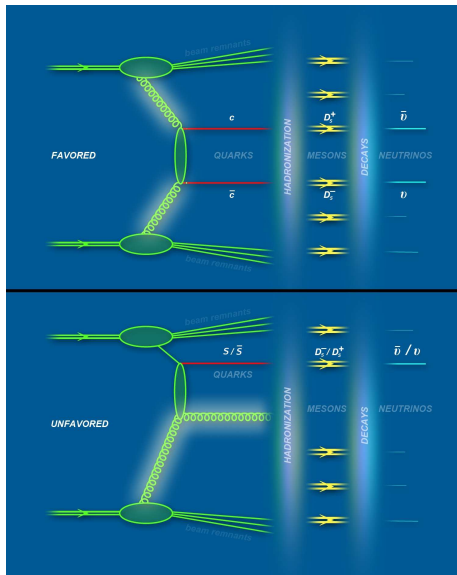 beam remnants
c
D_s^+
ῡ
FAVORED
QUARKS
HADRONIZATION
MESONS
DECAYS
NEUTRINOS
c̄
D_s^-
υ
beam remnants
beam remnants
S / S̄
D_s^- / D_s^+
ῡ / υ
QUARKS
HADRONIZATION
MESONS
DECAYS
NEUTRINOS
UNFAVORED
beam remnants